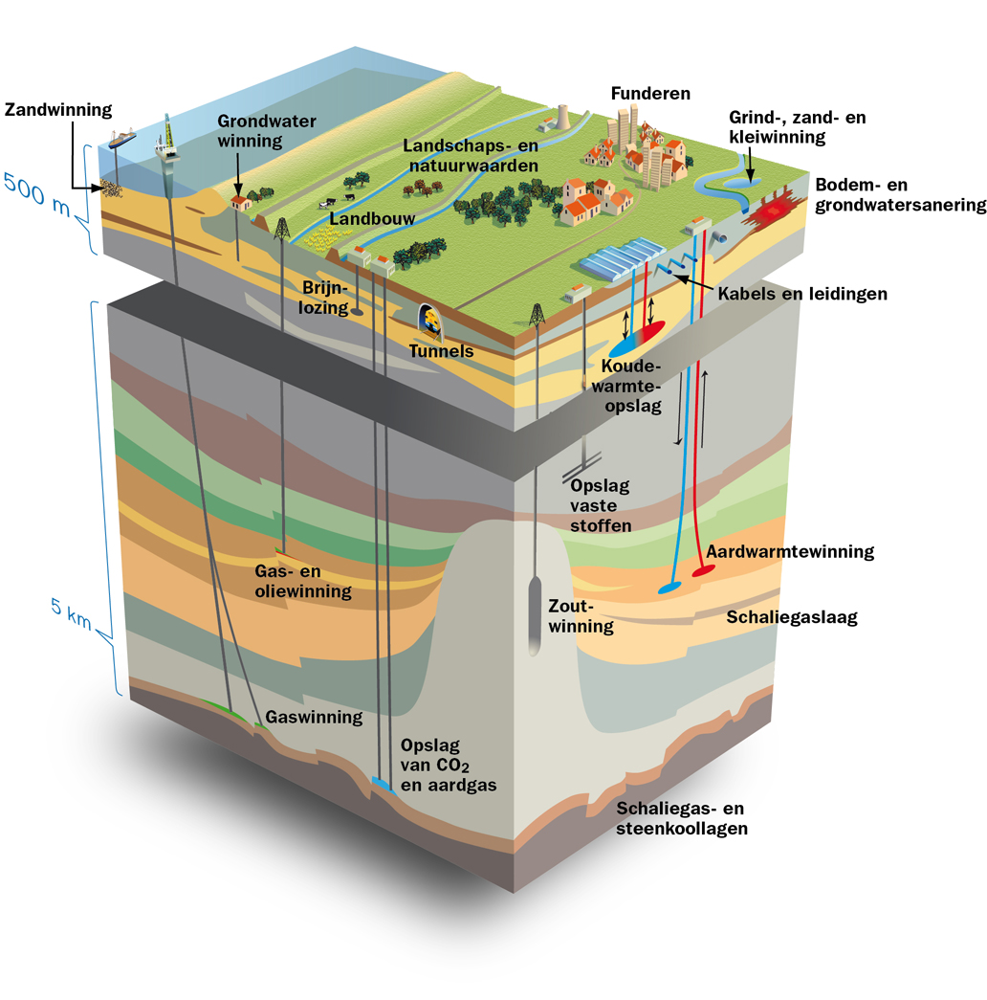 Funderen
Zandwinning
Grondwater
winning
Grind-, zand- en
kleiwinning
Landschaps- en
natuurwaarden
500 m
Bodem- en
grondwatersanering
Landbouw
Brijn-
lozing
Kabels en leidingen
Tunnels
Koude-
warmte-
opslag
Opslag
vaste
stoffen
Aardwarmtewinning
Gas- en
oliewinning
5 km
Zout-
winning
Schaliegaslaag
Gaswinning
Opslag
van CO2
en aardgas
Schaliegas- en
steenkoollagen